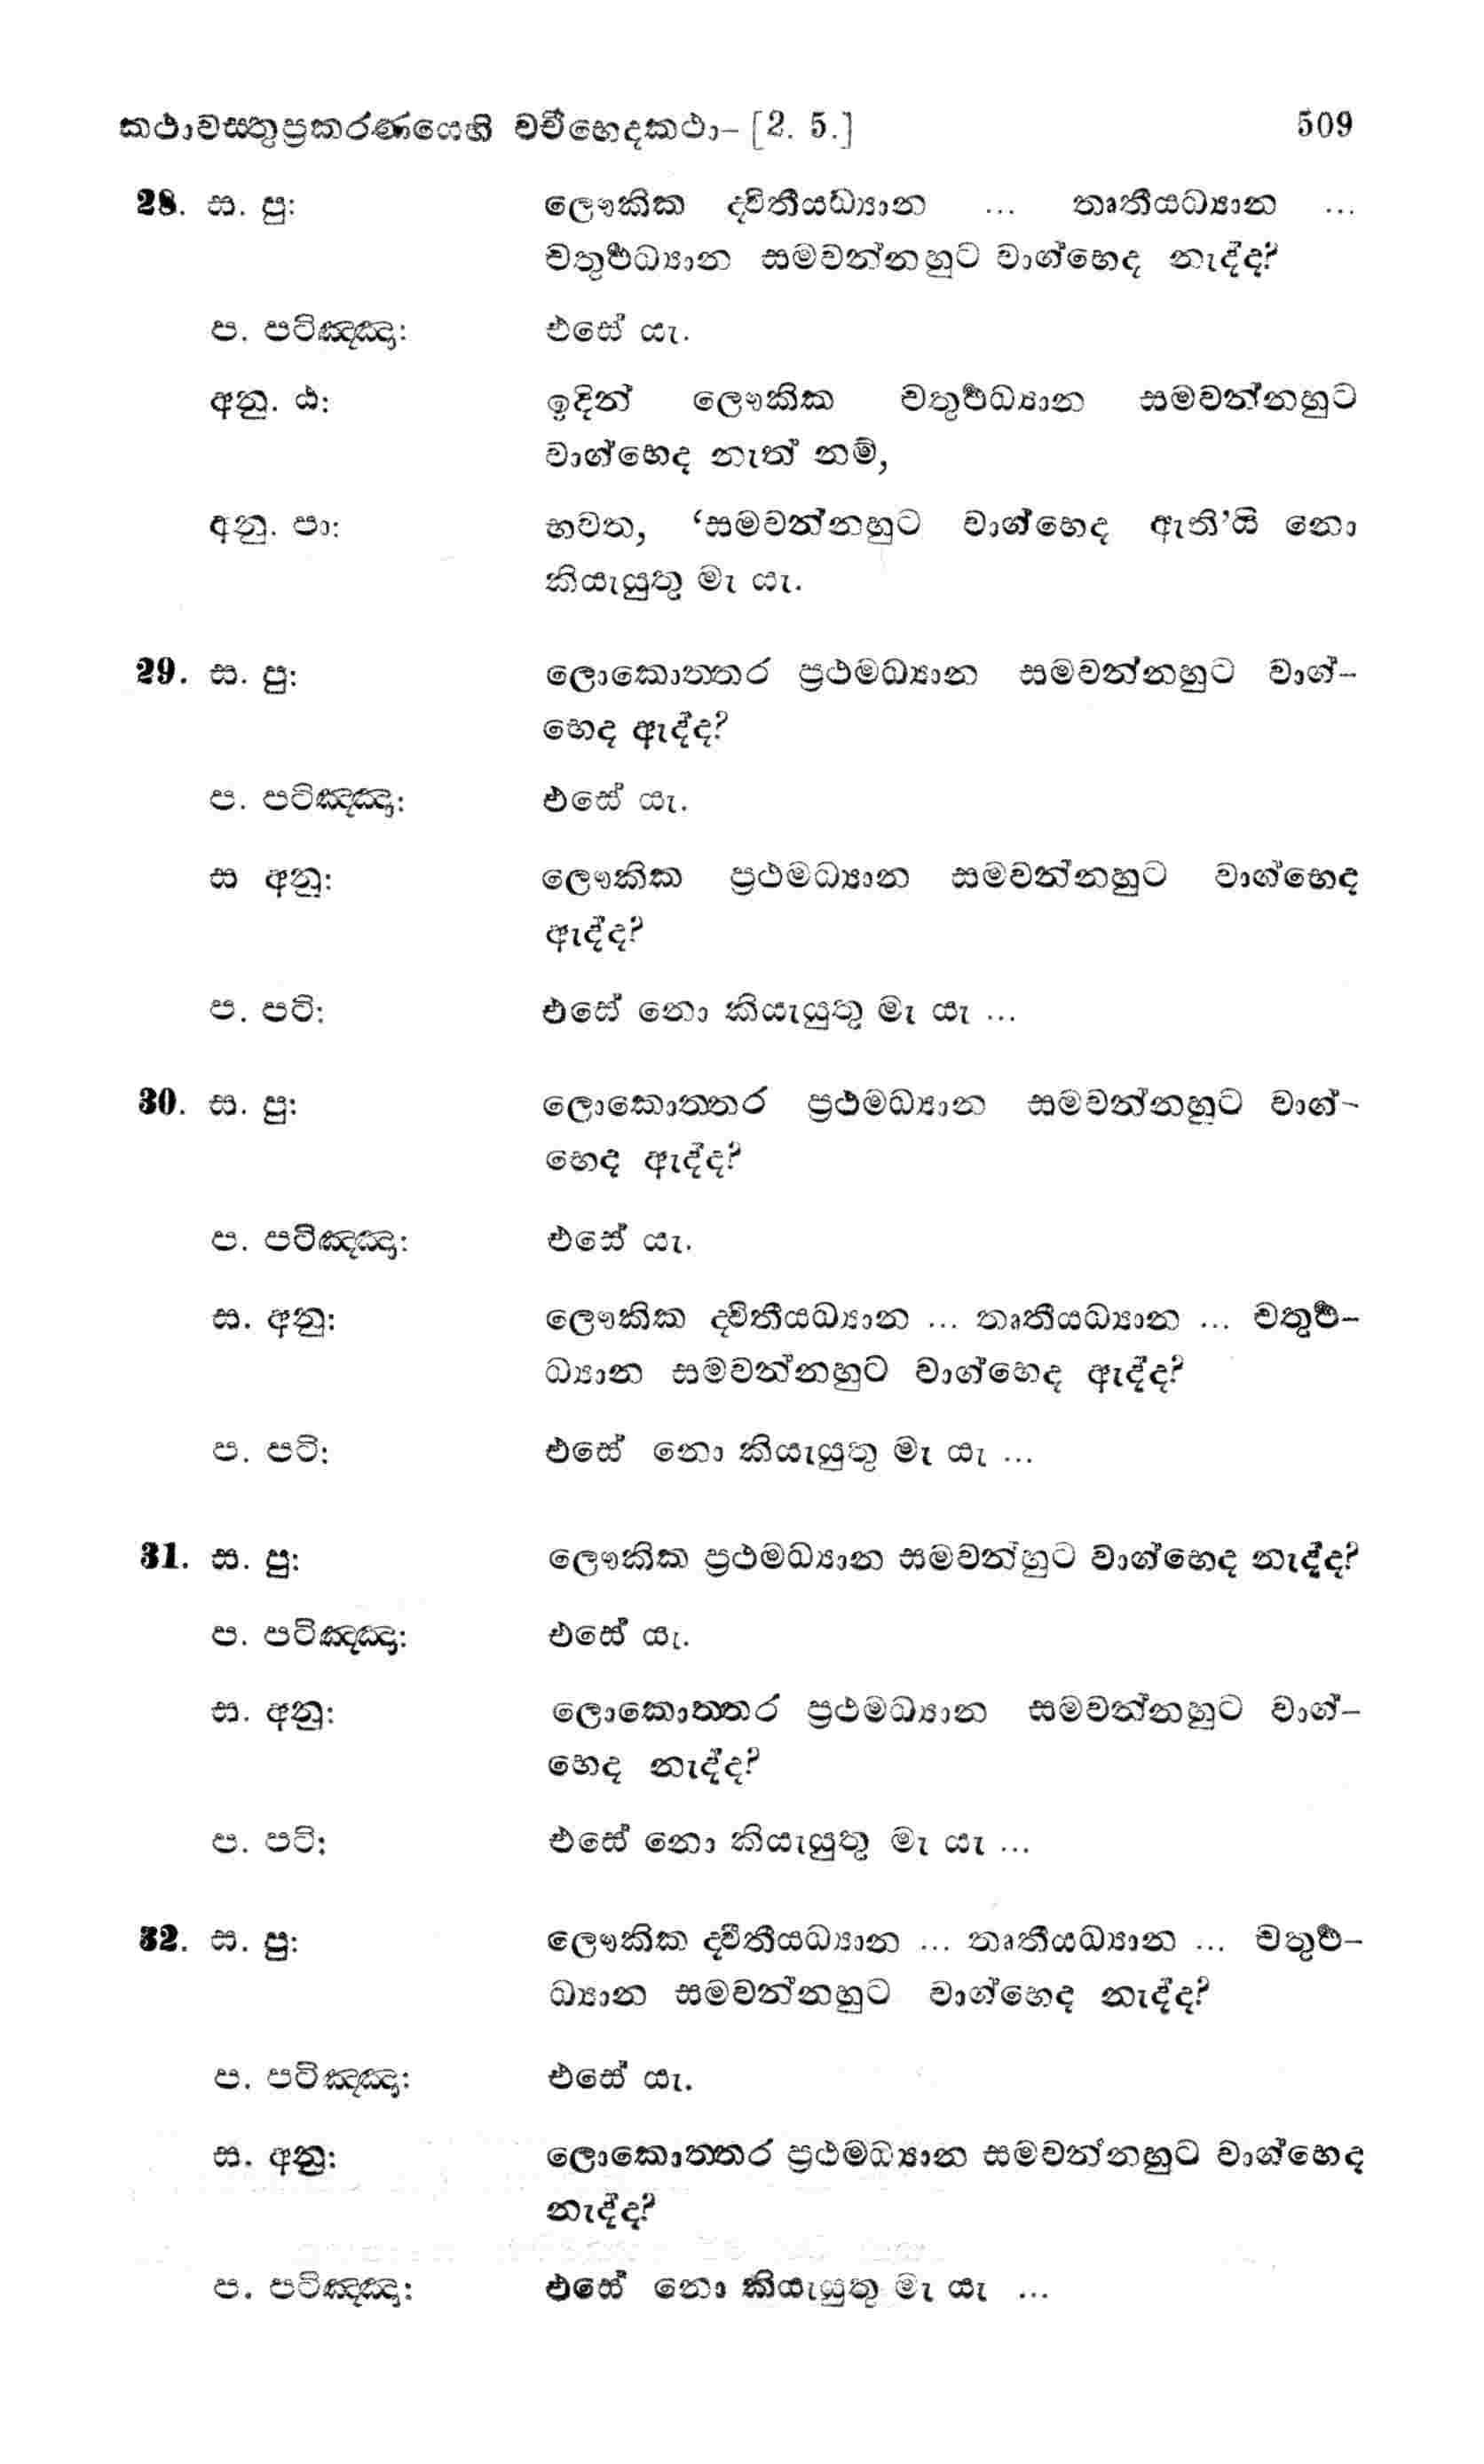 කථාවස්තුප්‍රකරණයෙහි වචීභෙදකථා– [2. 5.] 509
28. ස. පු: ලෞකික ද්විතීයධ්‍යාන ... තෘතීයධ්‍යාන ...
චතුර්‍ථධ්‍යාන සමවන්නහුට වාග්භෙද නැද්ද?
ප. පටිඤ්ඤා: එසේ යැ.
අනු. ඨ: ඉදින් ලෞකික චතුර්‍ථධ්‍යාන සමවන්නහුට
වාග්භෙද නැත් නම්,
අනු. පා: භවත, ‘සමවන්නහුට වාග්භෙද ඇති’යි නො
කියැයුතු මැ යැ.
29. ස. පු: ලොකොත්තර ප්‍රථමධ්‍යාන සමවන්නහුට වාග්–
භෙද ඇද්ද?
ප. පටිඤ්ඤා: එසේ යැ.
ස අනු: ලෞකික ප්‍රථමධ්‍යාන සමවන්නහුට වාග්භෙද
ඇද්ද?
ප. පටි: එසේ නො කියැයුතු මැ යැ ...
30. ස. පු: ලොකොත්තර ප්‍රථමධ්‍යාන සමවන්නහුට වාග්–
භෙද ඇද්ද?
ප. පටිඤ්ඤා: එසේ යැ.
ස. අනු: ලෞකික ද්විතීයධ්‍යාන ... තෘතීයධ්‍යාන ... චතුර්‍ථ–
ධ්‍යාන සමවන්නහුට වාග්භෙද ඇද්ද?
ප. පටි: එසේ නො කියැයුතු මැ යැ ...
31. ස. පු: ලෞකික ප්‍රථමධ්‍යාන සමවන්හුට වාග්භෙද නැද්ද?
ප. පටිඤ්ඤා: එසේ යැ.
ස. අනු: ලොකොත්තර ප්‍රථමධ්‍යාන සමවන්නහුට වාග්–
භෙද නැද්ද?
ප. පටි: එසේ නො කියැයුතු මැ යැ ...
32. ස. පු: ලෞකික ද්වීතීයධ්‍යාන ... තෘතීයධ්‍යාන ... චතුර්‍ථ–
ධ්‍යාන සමවන්නහුට වාග්භෙද නැද්ද?
ප. පටිඤ්ඤා: එසේ යැ.
ස. අනු: ලොකොත්තර ප්‍රථමධ්‍යාන සමවන්නහුට වාග්භෙද
නැද්ද?
ප. පටිඤ්ඤා: එසේ නො කියැයුතු මැ යැ ...